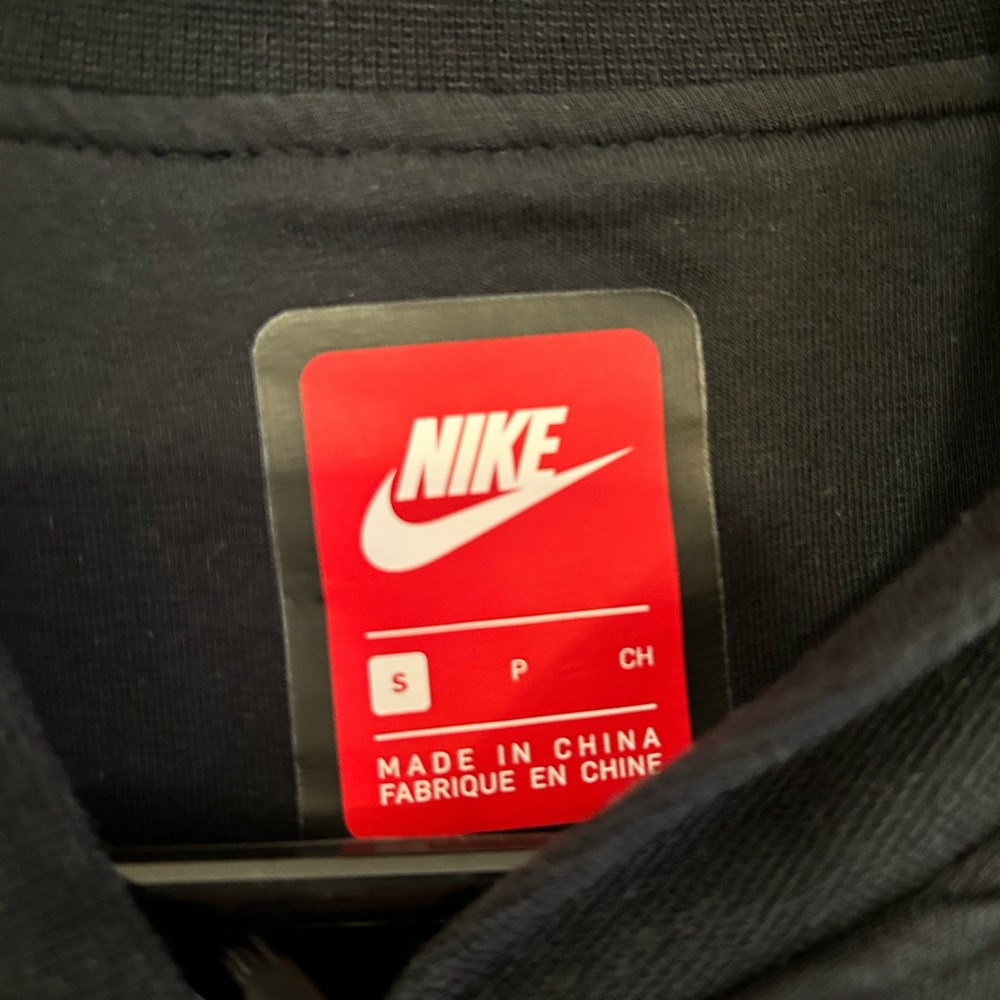 NIKE
S P CH
MADE IN CHINA
FABRIQUE EN CHINE